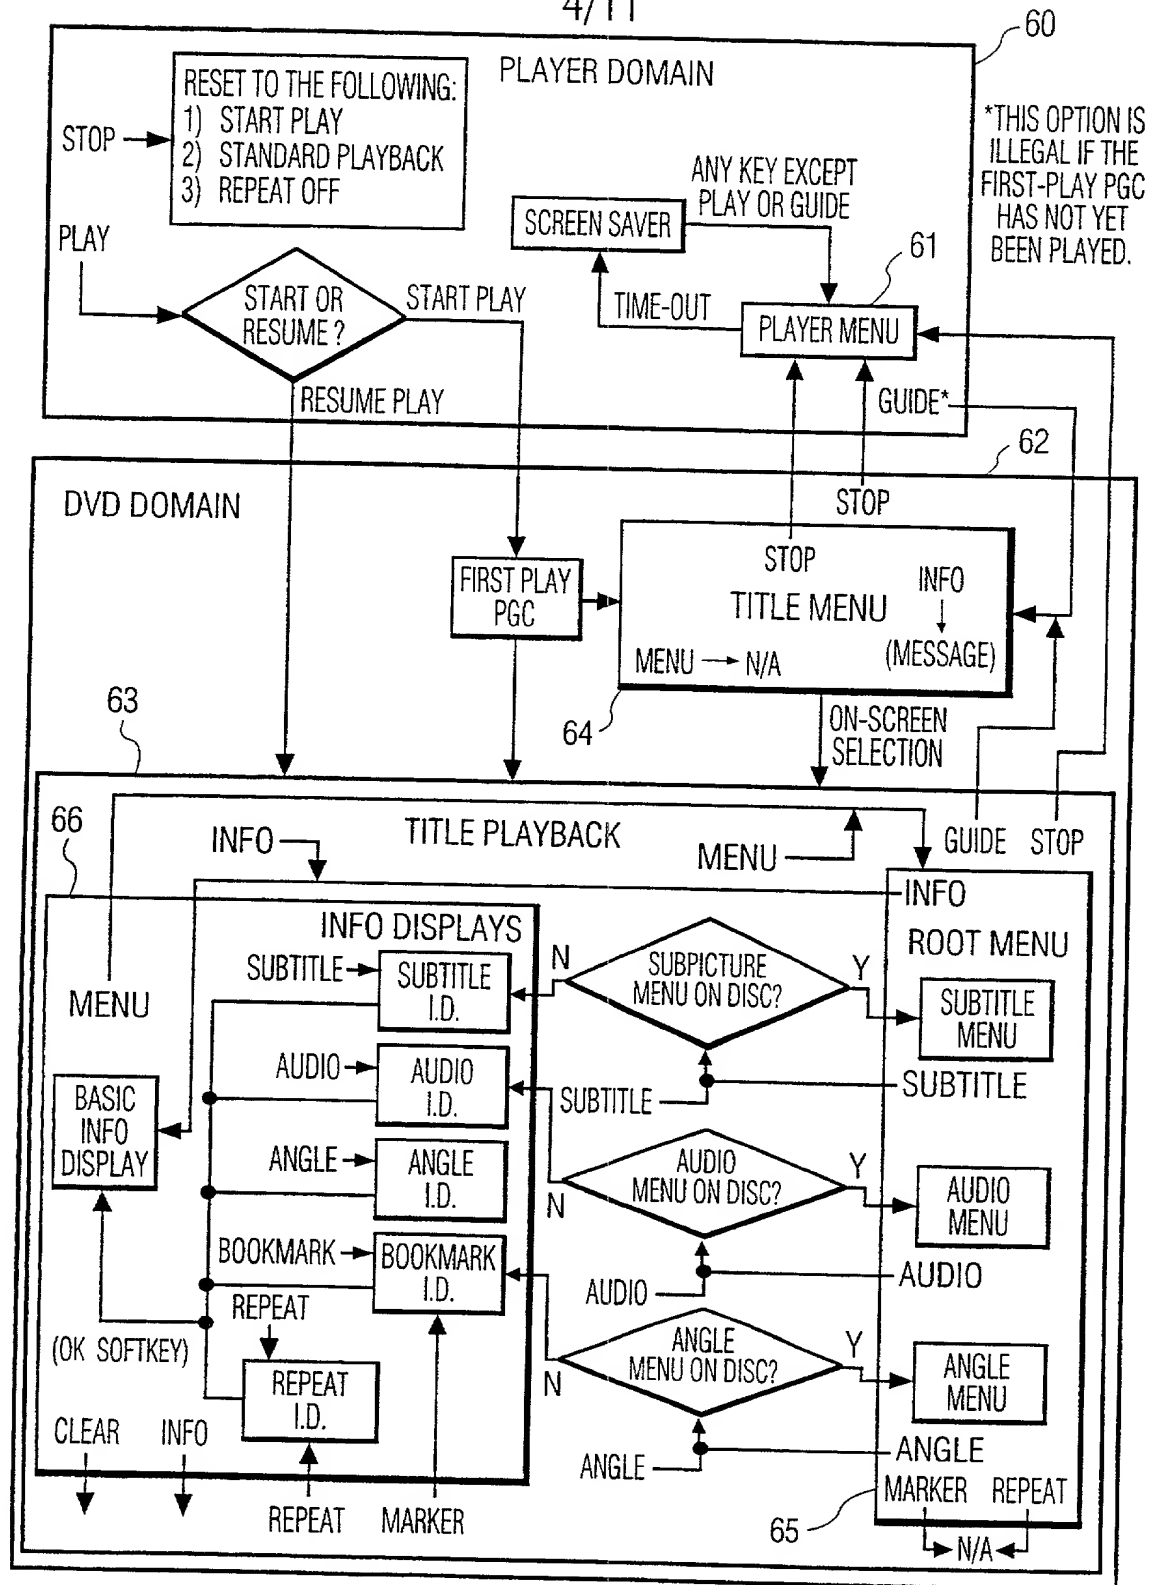 4/11
60
PLAYER DOMAIN
RESET TO THE FOLLOWING:
1) START PLAY
2) STANDARD PLAYBACK
3) REPEAT OFF
STOP
*THIS OPTION IS
ILLEGAL IF THE
FIRST-PLAY PGC
HAS NOT YET
BEEN PLAYED.
ANY KEY EXCEPT
PLAY OR GUIDE
SCREEN SAVER
PLAY
61
START OR
RESUME ?
START PLAY
TIME-OUT
PLAYER MENU
RESUME PLAY
GUIDE*
62
DVD DOMAIN
STOP
STOP
FIRST PLAY
PGC
TITLE MENU
INFO
(MESSAGE)
MENU
N/A
63
64
ON-SCREEN
SELECTION
66
TITLE PLAYBACK
INFO
MENU
GUIDE
STOP
INFO
INFO DISPLAYS
ROOT MENU
MENU
SUBTITLE
SUBTITLE
I.D.
N
SUBPICTURE
MENU ON DISC?
Y
SUBTITLE
MENU
AUDIO
AUDIO
I.D.
SUBTITLE
SUBTITLE
BASIC
INFO
DISPLAY
ANGLE
ANGLE
I.D.
N
AUDIO
MENU ON DISC?
Y
AUDIO
MENU
BOOKMARK
BOOKMARK
I.D.
AUDIO
AUDIO
REPEAT
(OK SOFTKEY)
REPEAT
I.D.
N
ANGLE
MENU ON DISC?
Y
ANGLE
MENU
CLEAR
INFO
ANGLE
ANGLE
REPEAT
MARKER
MARKER
REPEAT
65
N/A